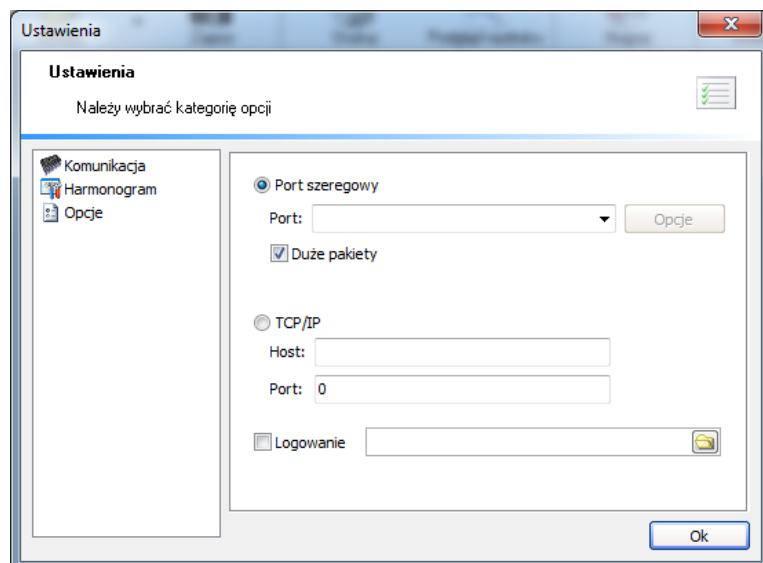 Ustawienia
Ustawienia
Należy wybrać kategorię opcji
Komunikacja
Harmonogram
Opcje
Port szeregowy
Port:
Opcje
Duże pakiety
TCP/IP
Host:
Port: 0
Logowanie
Ok